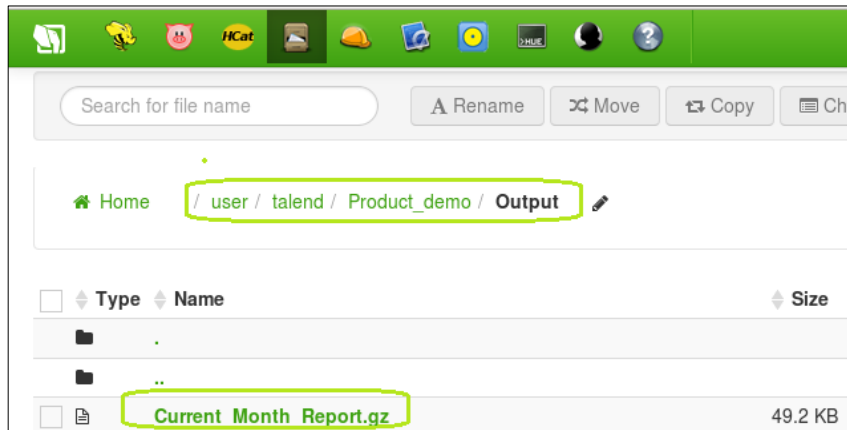 HCat >HUE ?
Search for file name A Rename Move Copy Ch
Home / user / talend / Product_demo / Output
Type Name Size
.
..
Current_Month_Report.gz 49.2 KB